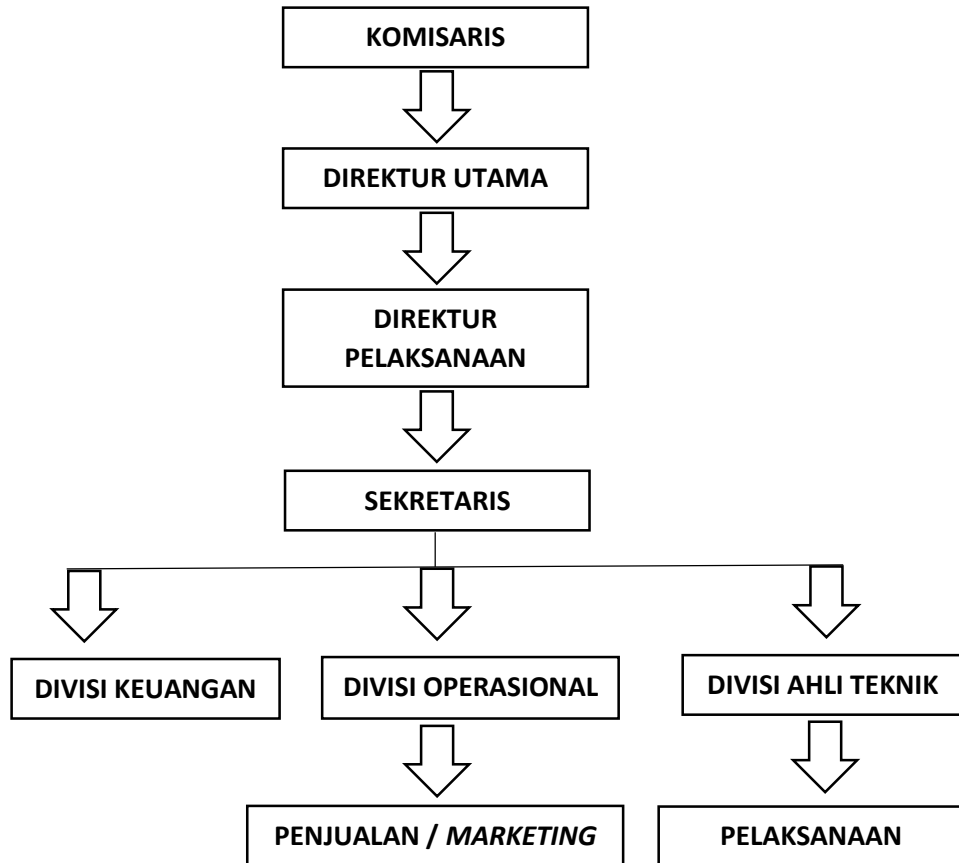 KOMISARIS
DIREKTUR UTAMA
DIREKTUR
PELAKSANAAN
SEKRETARIS
DIVISI KEUANGAN
DIVISI OPERASIONAL
DIVISI AHLI TEKNIK
PENJUALAN / MARKETING
PELAKSANAAN